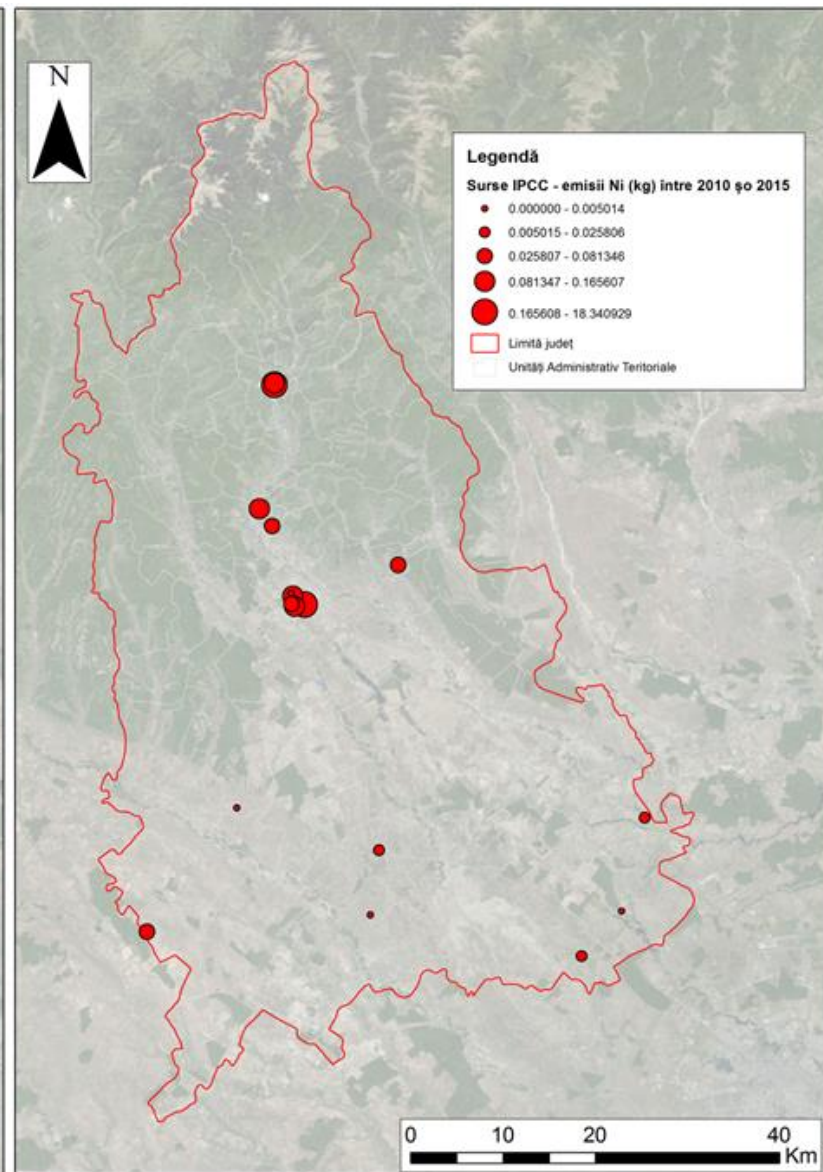 N
Legendă
Surse IPCC - emisii Ni (kg) între 2010 șo 2015
0.000000 - 0.005014
0.005015 - 0.025806
0.025807 - 0.081346
0.081347 - 0.165607
0.165608 - 18.340929
Limită județ
Unități Administrativ Teritoriale
0 10 20 40
Km